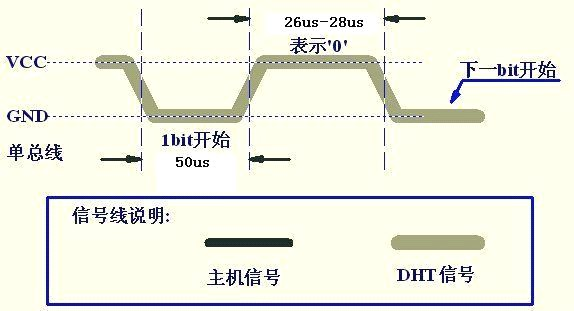 26us-28us
表示'0'
VCC
下一bit开始
GND
1bit开始
单总线
50us
信号线说明:
主机信号
DHT信号